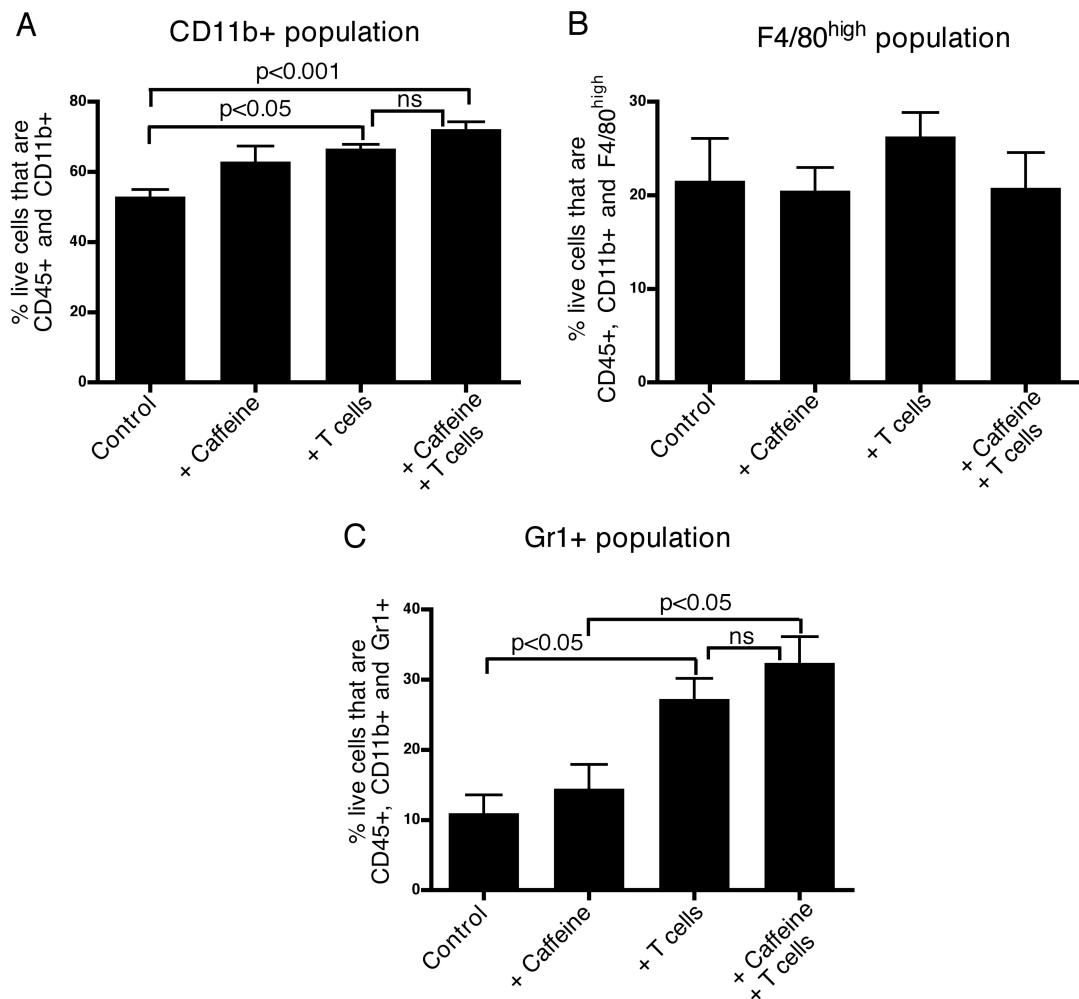 A
CD11b+ population
p<0.001
p<0.05
ns
% live cells that are
CD45+ and CD11b+
80
60
40
20
0
Control
+ Caffeine
+ T cells
+ Caffeine
+ T cells
B
F4/80high population
% live cells that are
CD45+, CD11b+ and F4/80high
30
20
10
0
Control
+ Caffeine
+ T cells
+ Caffeine
+ T cells
C
Gr1+ population
p<0.05
p<0.05
ns
% live cells that are
CD45+, CD11b+ and Gr1+
40
30
20
10
0
Control
+ Caffeine
+ T cells
+ Caffeine
+ T cells